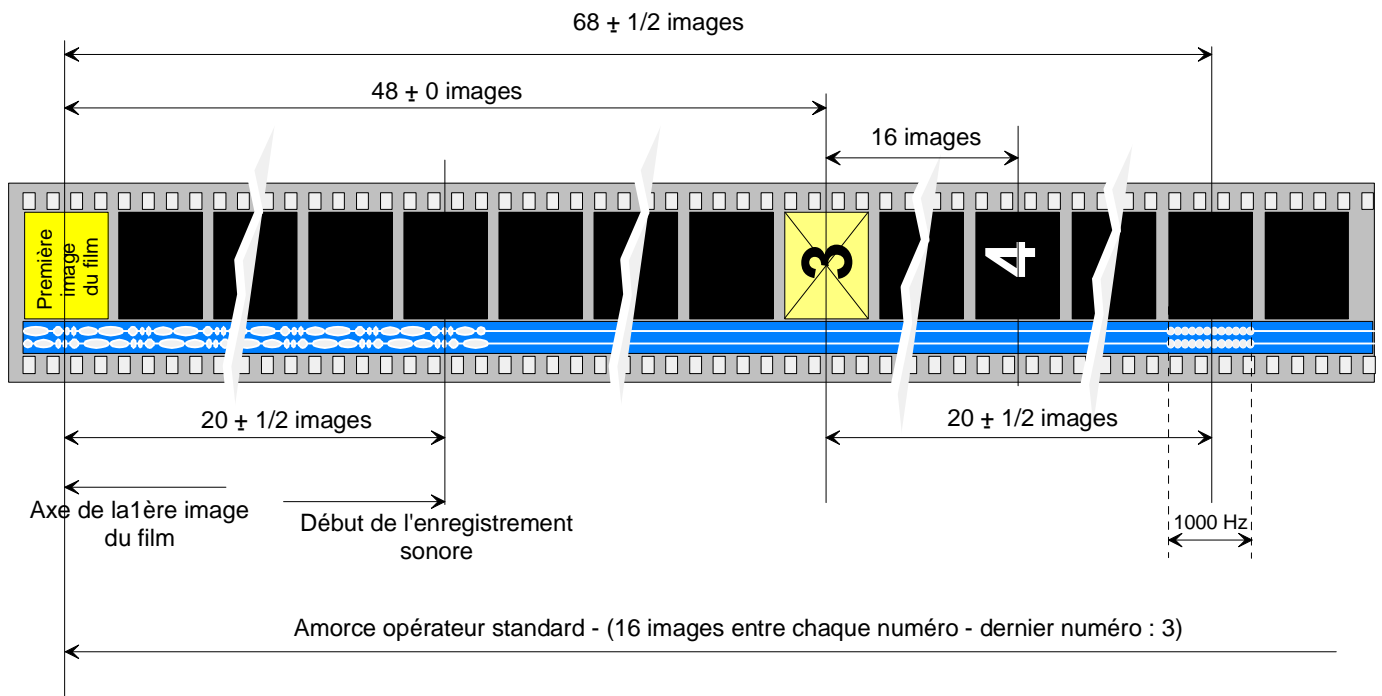 68 ± 1/2 images
48 ± 0 images
16 images
Première
image
du film
3
4
20 ± 1/2 images
20 ± 1/2 images
Axe de la1ère image
du film
Début de l'enregistrement
sonore
1000 Hz
Amorce opérateur standard - (16 images entre chaque numéro - dernier numéro : 3)